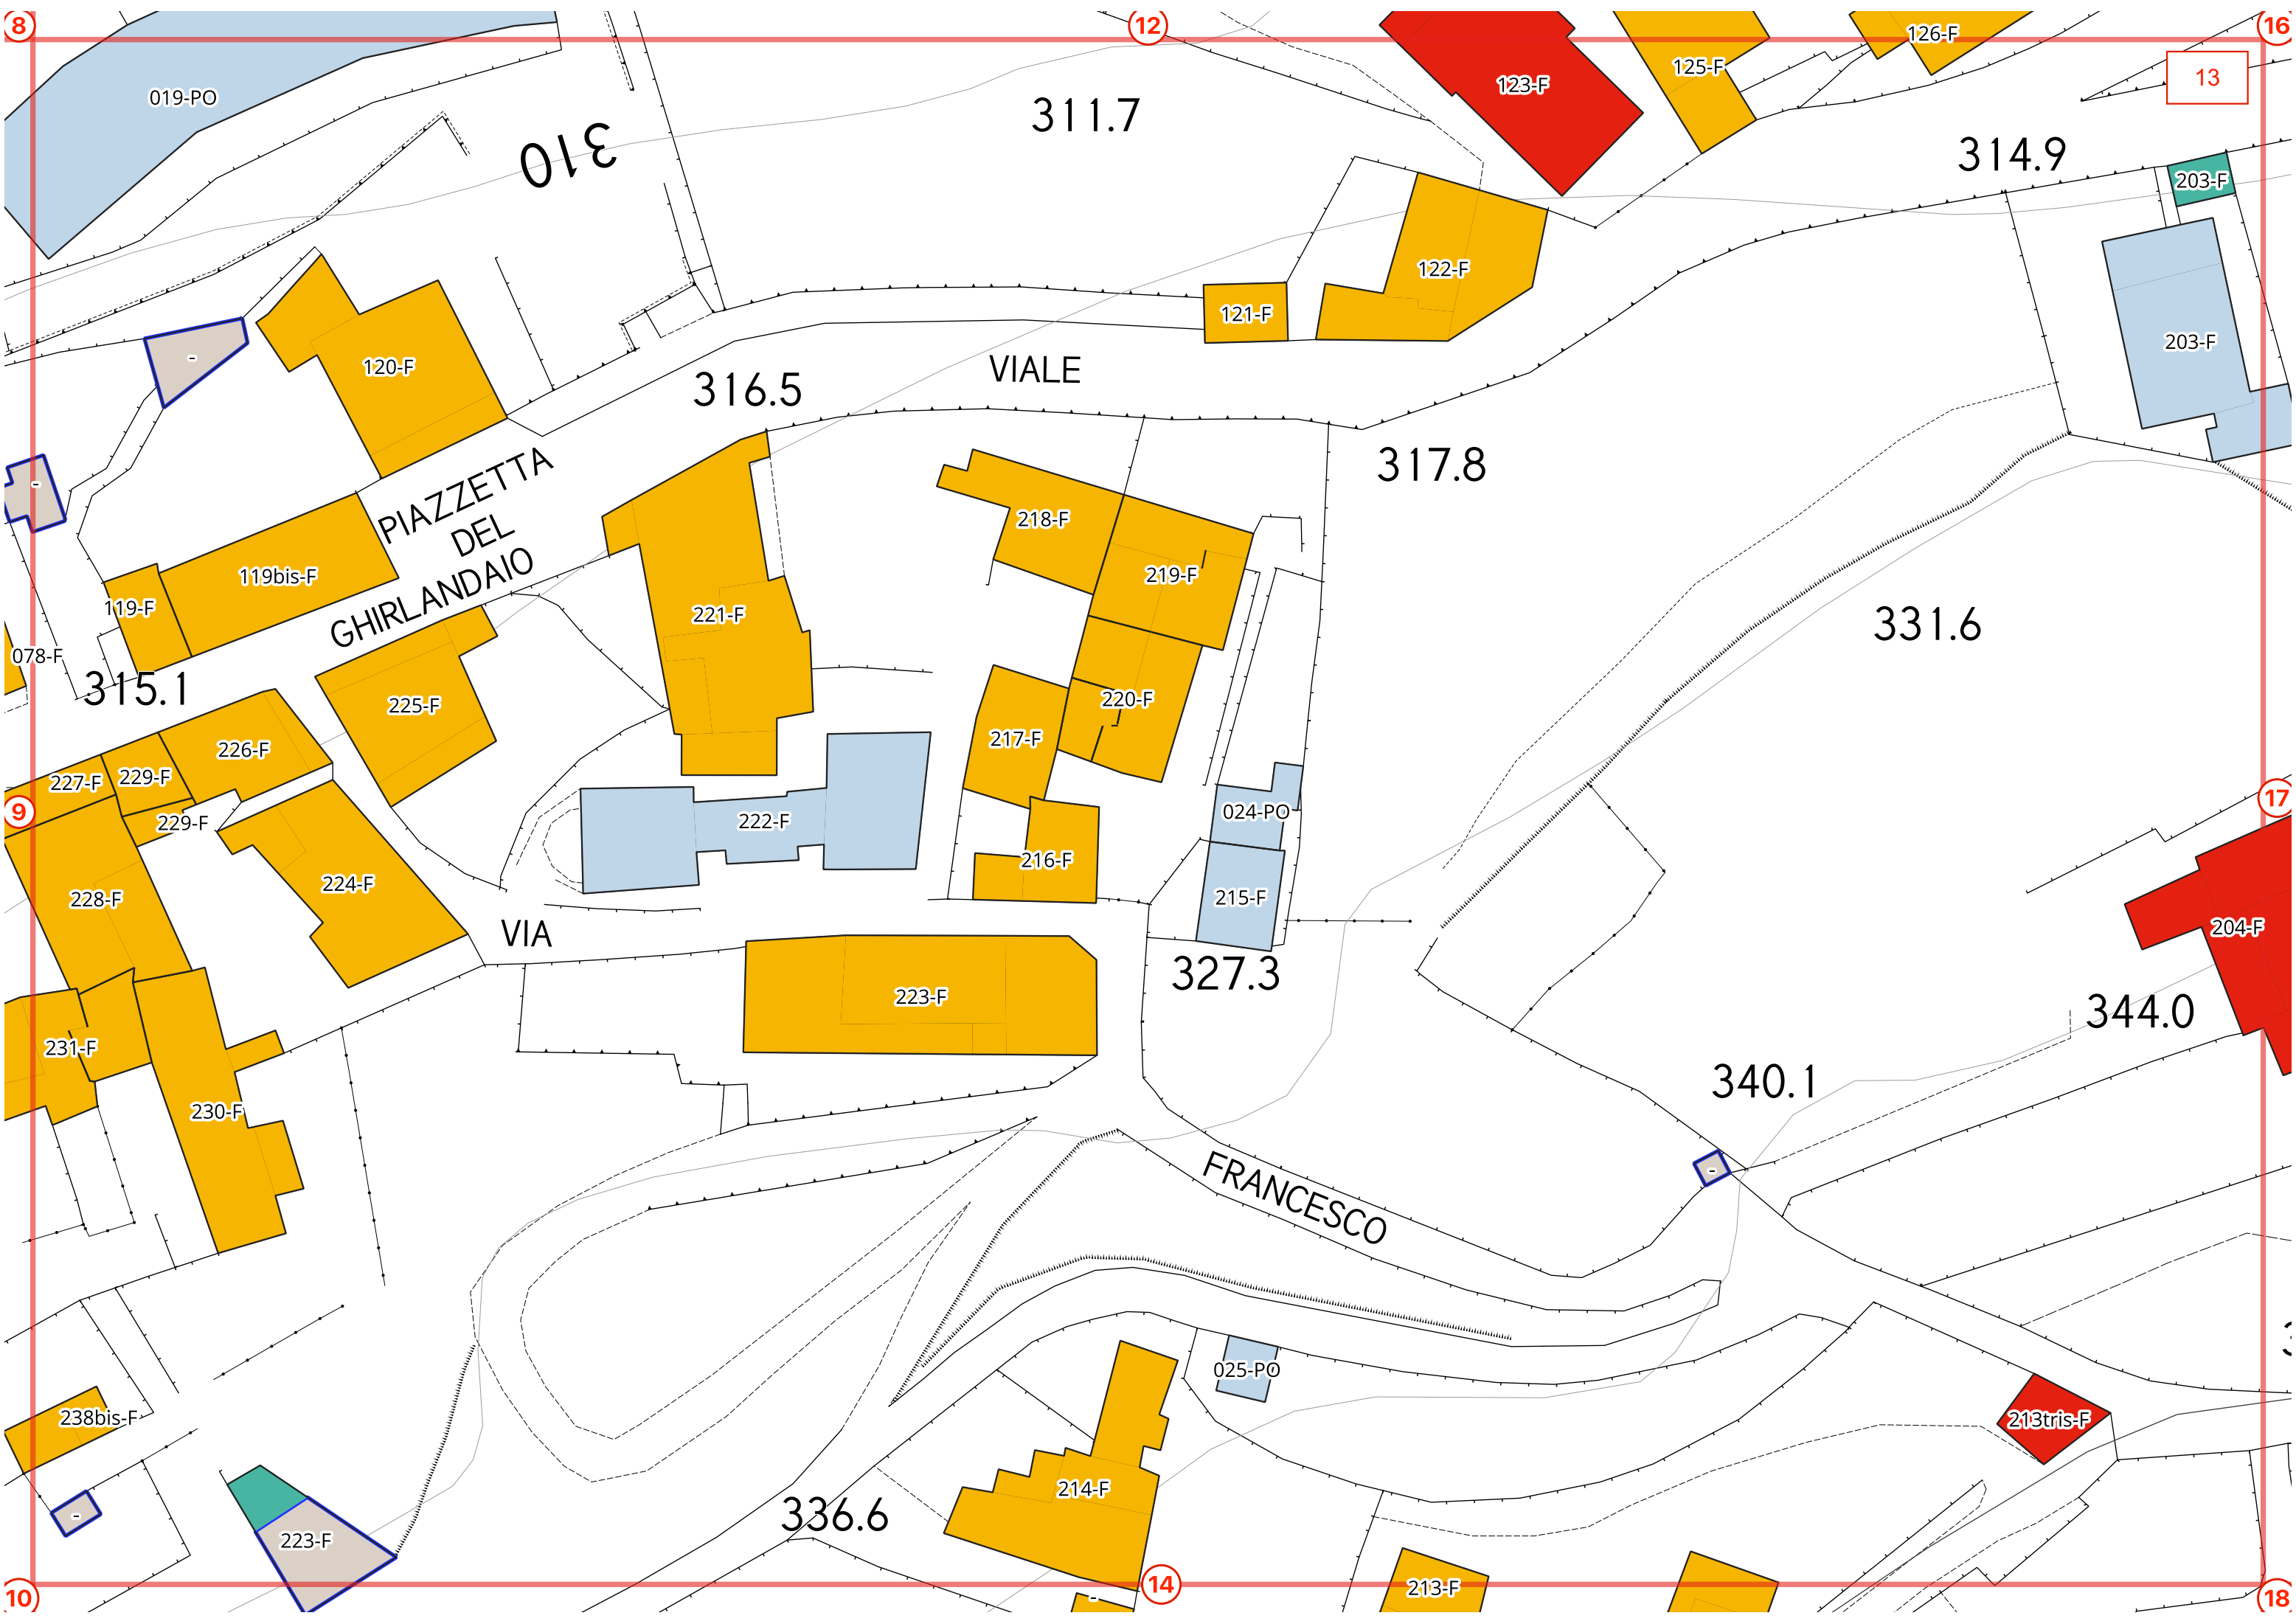 8
12
16
13
019-PO
123-F
125-F
126-F
311.7
310
314.9
203-F
122-F
121-F
203-F
120-F
-
VIALE
316.5
317.8
-
PIAZZETTA
DEL
GHIRLANDAIO
218-F
219-F
119bis-F
119-F
221-F
331.6
078-F
315.1
225-F
220-F
217-F
226-F
229-F
227-F
9
17
229-F
222-F
024-PO
216-F
224-F
228-F
215-F
204-F
VIA
327.3
223-F
344.0
231-F
340.1
230-F
-
FRANCESCO
025-PO
238bis-F
213tris-F
214-F
336.6
-
223-F
10
14
213-F
18
-